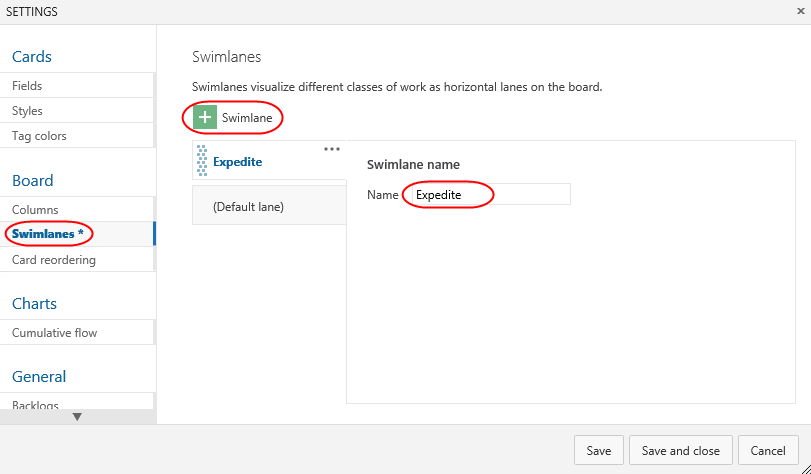 SETTINGS
Cards
Fields
Styles
Tag colors
Board
Columns
Swimlanes *
Card reordering
Charts
Cumulative flow
General
Backlogs
Swimlanes
Swimlanes visualize different classes of work as horizontal lanes on the board.
Swimlane
Expedite
(Default lane)
Swimlane name
Name Expedite
Save Save and close Cancel